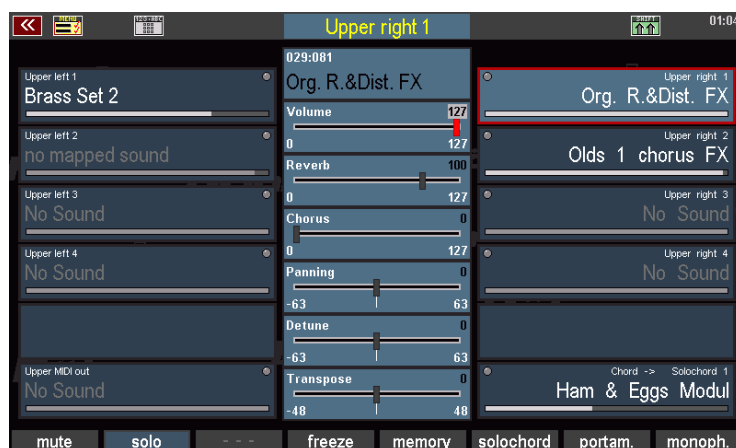 MENU
Upper right 1
SHIFT
01:04
029:081
Org. R.&Dist. FX
Upper left 1
Brass Set 2
Upper left 2
no mapped sound
Upper left 3
No Sound
Upper left 4
No Sound
Upper MIDI out
No Sound
Volume 127
0 127
Reverb 100
0 127
Chorus 0
0 127
Panning 0
-63 63
Detune 0
-63 63
Transpose 0
-48 48
Upper right 1
Org. R.&Dist. FX
Upper right 2
Olds 1 chorus FX
Upper right 3
No Sound
Upper right 4
No Sound
Chord -> Solochord 1
Ham & Eggs Modul
mute solo - - - freeze memory solochord portam. monoph.